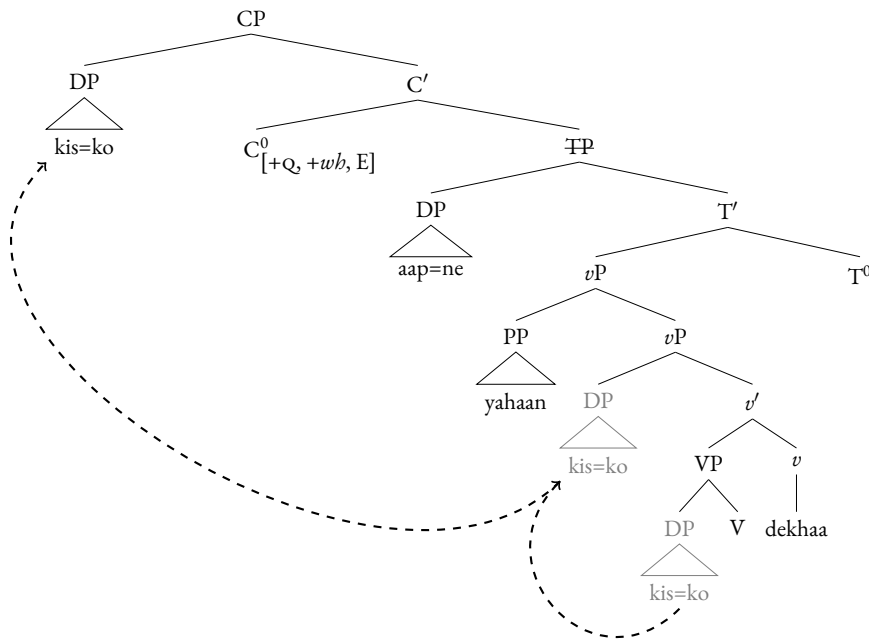 CP
DP C′
kis=ko C⁰[+Q, +wh, E] TP
DP T′
aap=ne vP T⁰
PP vP
yahaan DP v′
kis=ko VP v
DP V dekhaa
kis=ko